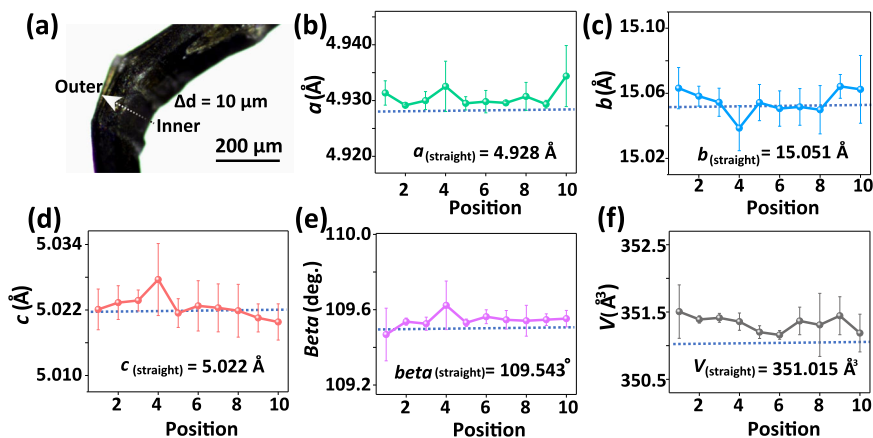 (a)
Outer
Δd = 10 μm
Inner
200 μm
(b)
a (Å)
4.940
4.930
4.920
a (straight) = 4.928 Å
2 4 6 8 10
Position
(c)
b (Å)
15.10
15.06
15.02
b (straight) = 15.051 Å
2 4 6 8 10
Position
(d)
c (Å)
5.034
5.022
5.010
c (straight) = 5.022 Å
2 4 6 8 10
Position
(e)
Beta (deg.)
110.0
109.6
109.2
beta (straight) = 109.543°
2 4 6 8 10
Position
(f)
V (Å³)
352.5
351.5
350.5
V (straight) = 351.015 Å³
2 4 6 8 10
Position